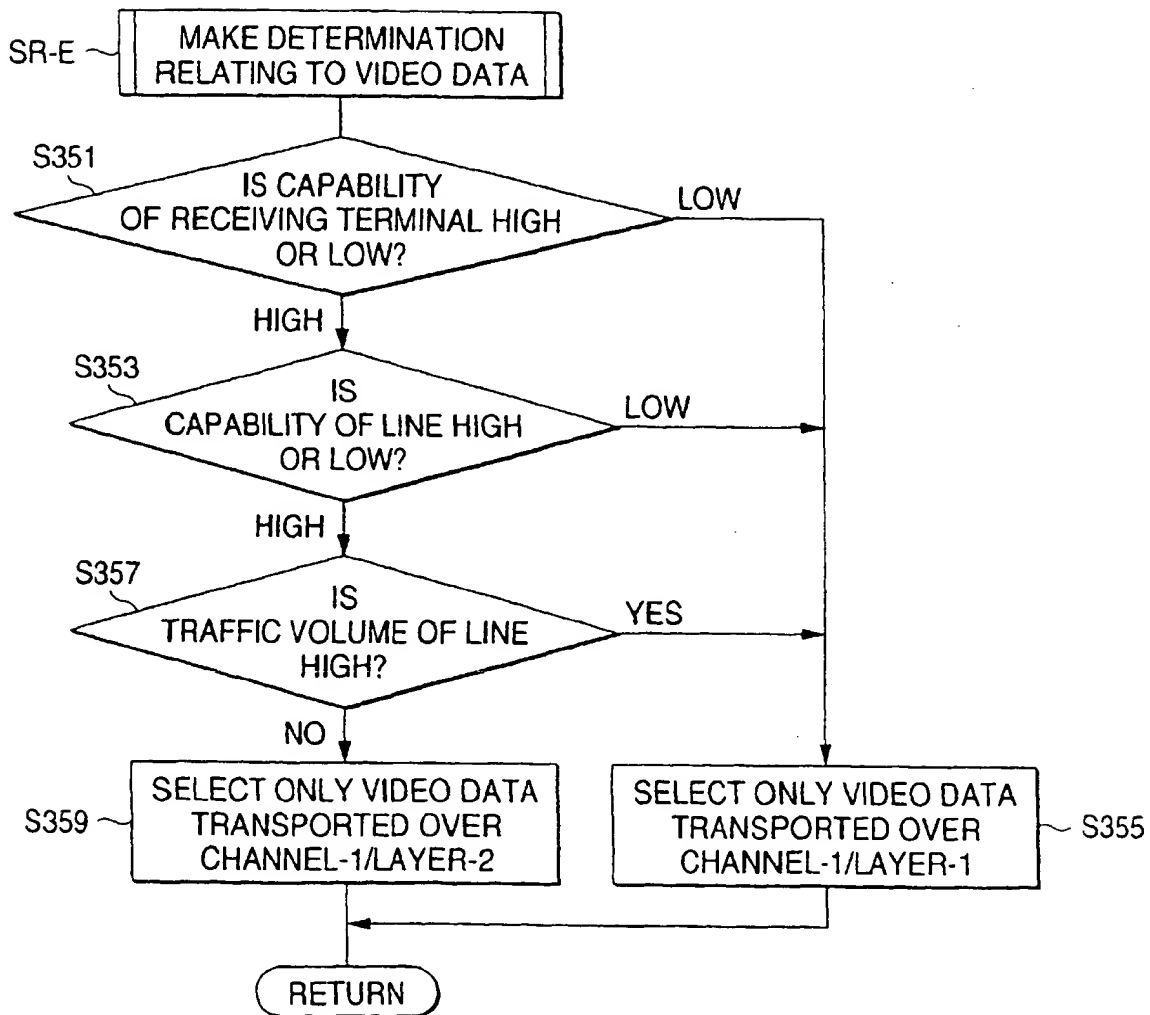 SR-E
MAKE DETERMINATION
RELATING TO VIDEO DATA
S351
IS CAPABILITY
OF RECEIVING TERMINAL HIGH
OR LOW?
LOW
HIGH
S353
IS
CAPABILITY OF LINE HIGH
OR LOW?
LOW
HIGH
S357
IS
TRAFFIC VOLUME OF LINE
HIGH?
YES
NO
S359
SELECT ONLY VIDEO DATA
TRANSPORTED OVER
CHANNEL-1/LAYER-2
SELECT ONLY VIDEO DATA
TRANSPORTED OVER
CHANNEL-1/LAYER-1
S355
RETURN